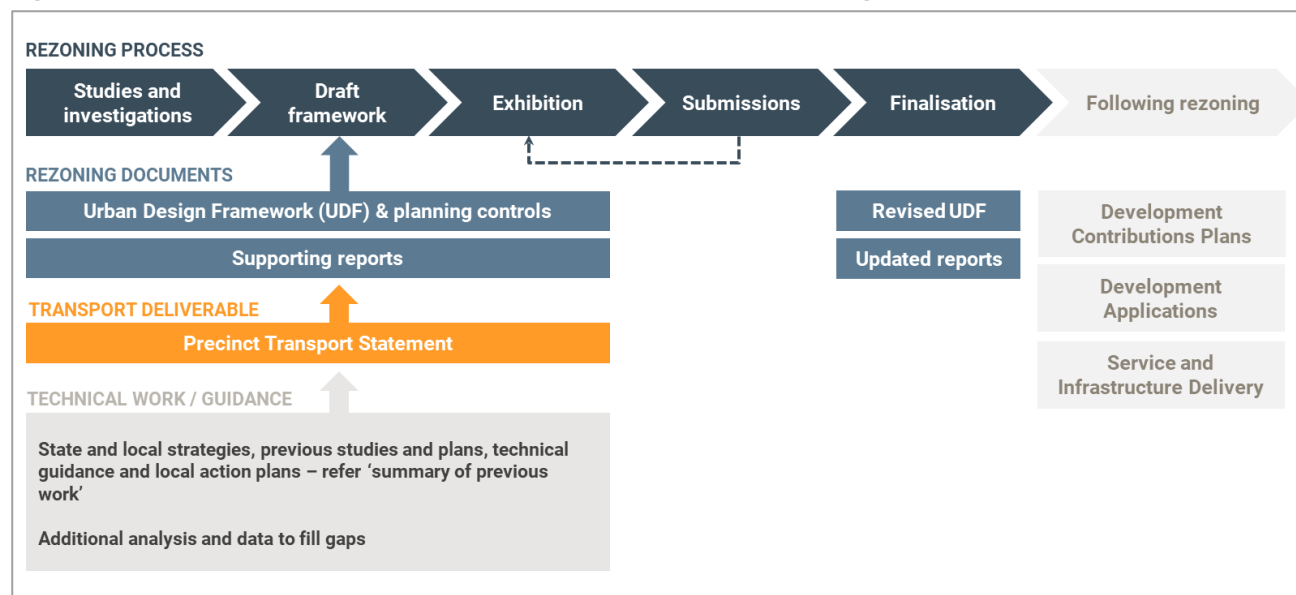 REZONING PROCESS
Studies and
investigations
Draft
framework
Exhibition
Submissions
Finalisation
Following rezoning
REZONING DOCUMENTS
Urban Design Framework (UDF) & planning controls
Supporting reports
Revised UDF
Updated reports
Development
Contributions Plans
Development
Applications
Service and
Infrastructure Delivery
TRANSPORT DELIVERABLE
Precinct Transport Statement
TECHNICAL WORK / GUIDANCE
State and local strategies, previous studies and plans, technical
guidance and local action plans – refer ‘summary of previous
work’
Additional analysis and data to fill gaps